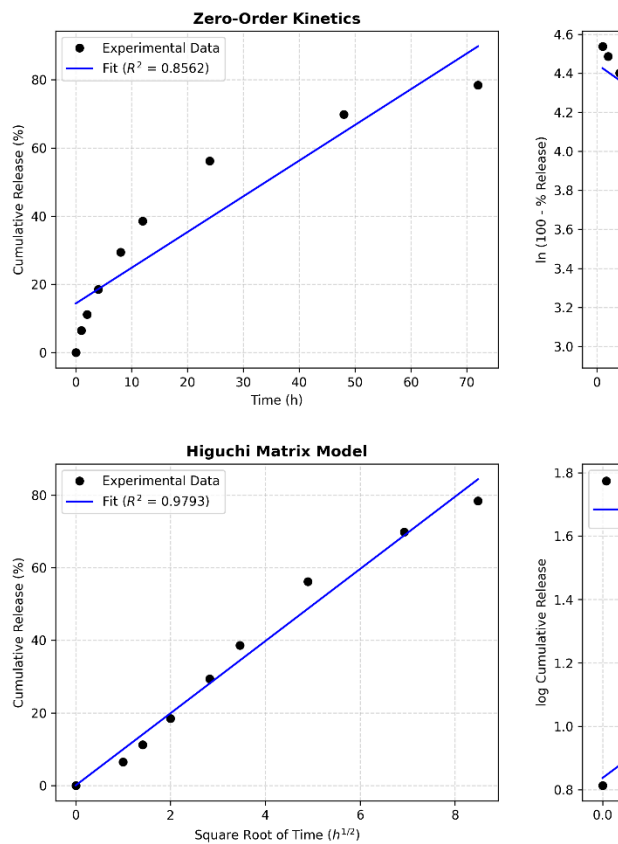 Zero-Order Kinetics
Experimental Data
Fit (R² = 0.8562)
80
60
40
20
0
Cumulative Release (%)
0 10 20 30 40 50 60 70
Time (h)
4.6
4.4
4.2
4.0
3.8
3.6
3.4
3.2
3.0
ln (100 - % Release)
0
Higuchi Matrix Model
Experimental Data
Fit (R² = 0.9793)
80
60
40
20
0
Cumulative Release (%)
0 2 4 6 8
Square Root of Time (h^{1/2})
1.8
1.6
1.4
1.2
1.0
0.8
log Cumulative Release
0.0